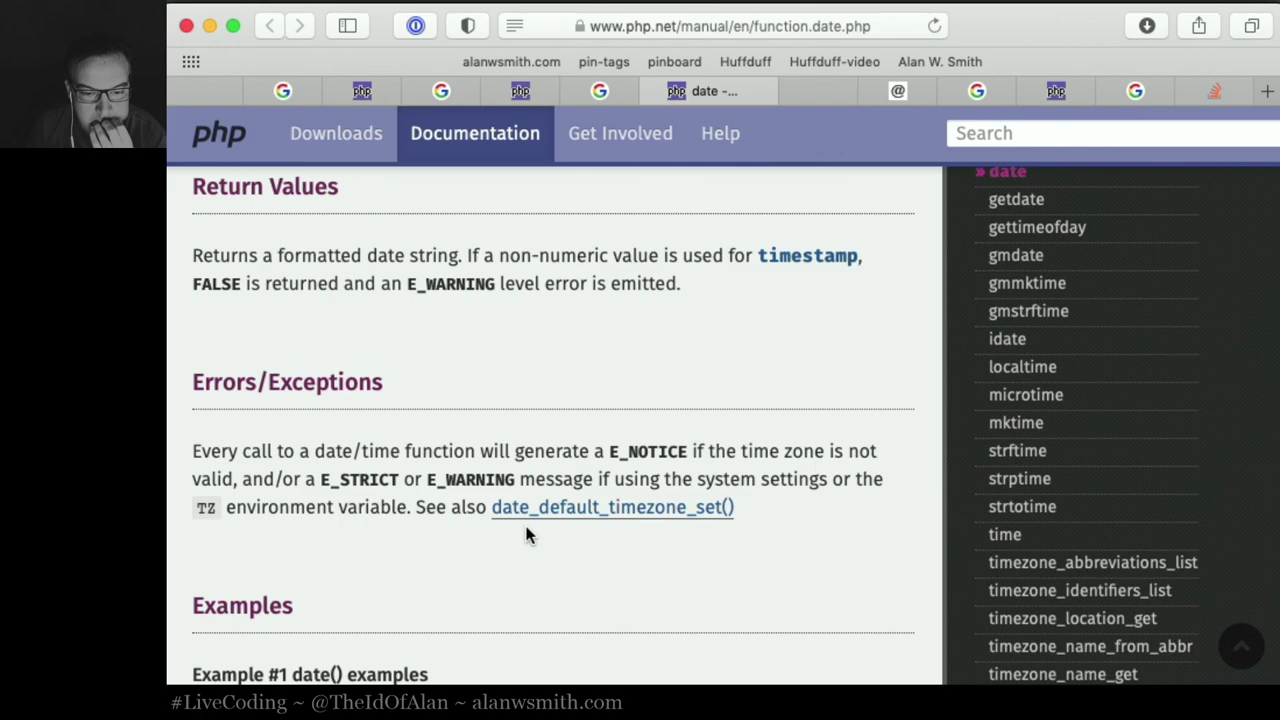 www.php.net/manual/en/function.date.php
alanwsmith.com pin-tags pinboard Huffduff Huffduff-video Alan W. Smith
php php date -... @ php
php Downloads Documentation Get Involved Help Search
Return Values
Returns a formatted date string. If a non-numeric value is used for timestamp,
FALSE is returned and an E_WARNING level error is emitted.
Errors/Exceptions
Every call to a date/time function will generate a E_NOTICE if the time zone is not
valid, and/or a E_STRICT or E_WARNING message if using the system settings or the
TZ environment variable. See also date_default_timezone_set()
Examples
Example #1 date() examples
» date
getdate
gettimeofday
gmdate
gmmktime
gmstrftime
idate
localtime
microtime
mktime
strftime
strptime
strtotime
time
timezone_abbreviations_list
timezone_identifiers_list
timezone_location_get
timezone_name_from_abbr
timezone_name_get
#LiveCoding ~ @TheIdOfAlan ~ alanwsmith.com